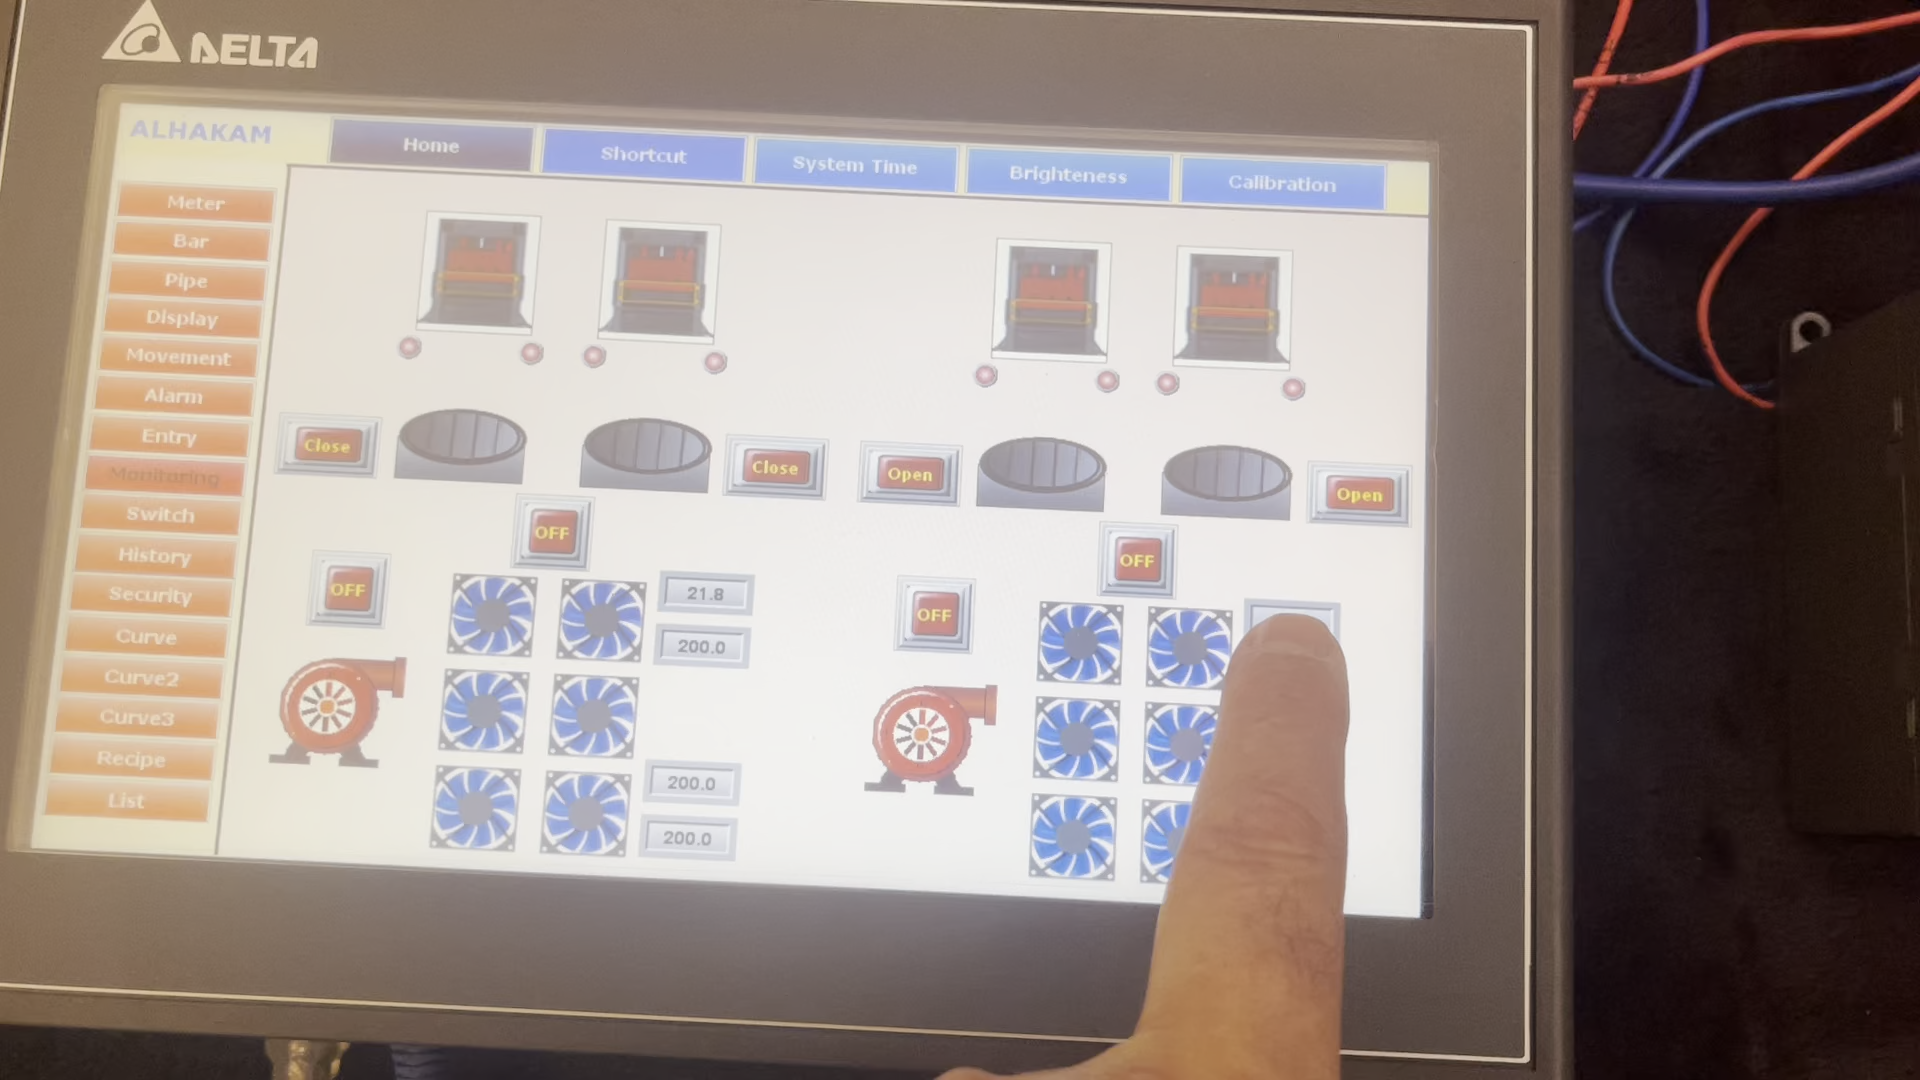 DELTA
ALHAKAM
Home
Shortcut
System Time
Brighteness
Calibration
Meter
Bar
Pipe
Display
Movement
Alarm
Entry
Monitoring
Switch
History
Security
Curve
Curve2
Curve3
Recipe
List
Close
Close
Open
Open
OFF
OFF
OFF
OFF
21.8
200.0
200.0
200.0